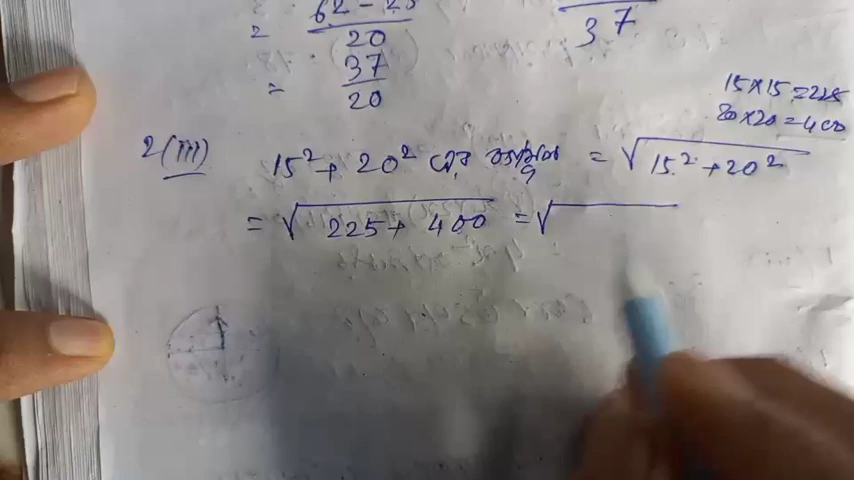 = 62 - 25 / 20
= 37 / 20
37
15×15 = 225
20×20 = 400
2(III) 15² + 20² এর বর্গমূল = √15² + 20²
= √225 + 400 = √